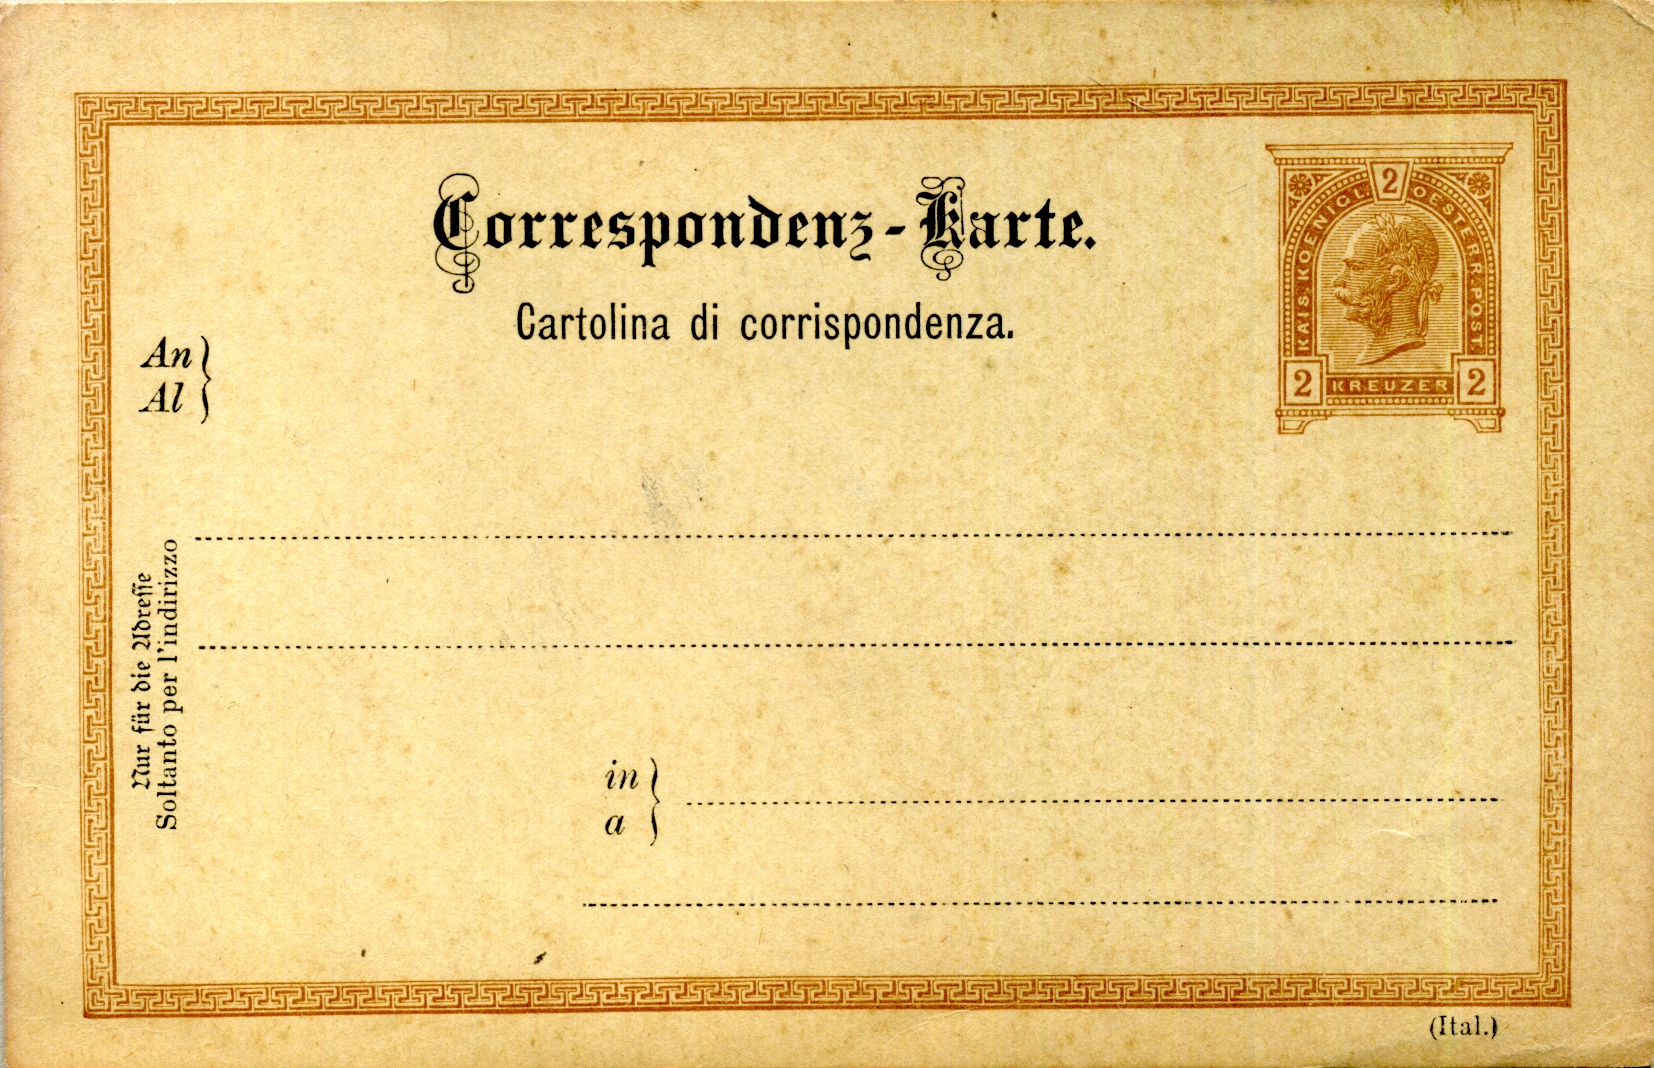 Correspondenz-Karte.
Cartolina di corrispondenza.
2
KAIS. KOENIGL. OESTERR. POST.
2 KREUZER 2
An
Al
Nur für die Adresse
Soltanto per l'indirizzo
in
a
(Ital.)